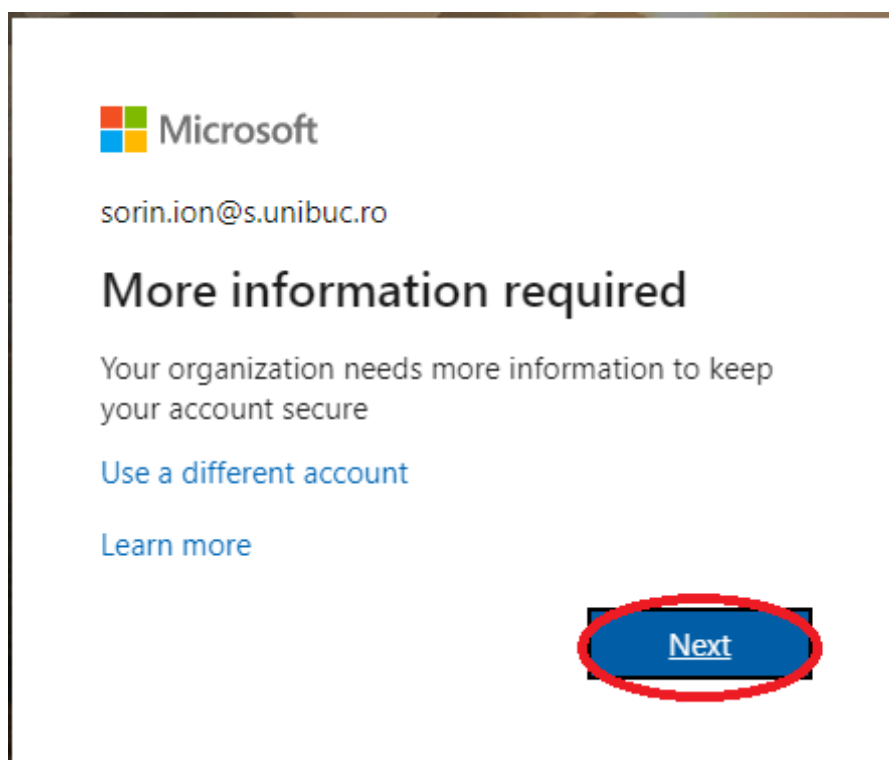 Microsoft
sorin.ion@s.unibuc.ro
More information required
Your organization needs more information to keep
your account secure
Use a different account
Learn more
Next